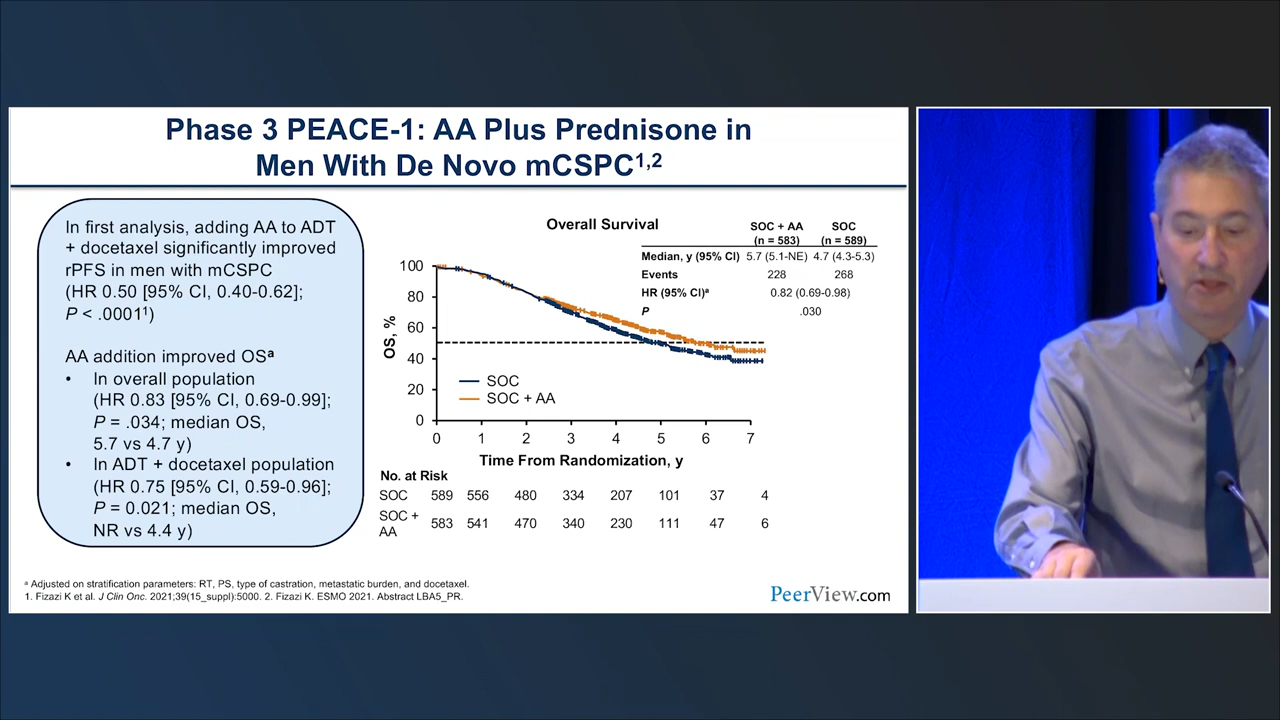 Phase 3 PEACE-1: AA Plus Prednisone in
Men With De Novo mCSPC1,2
In first analysis, adding AA to ADT
+ docetaxel significantly improved
rPFS in men with mCSPC
(HR 0.50 [95% CI, 0.40-0.62];
P < .00011)
AA addition improved OSa
• In overall population
(HR 0.83 [95% CI, 0.69-0.99];
P = .034; median OS,
5.7 vs 4.7 y)
• In ADT + docetaxel population
(HR 0.75 [95% CI, 0.59-0.96];
P = 0.021; median OS,
NR vs 4.4 y)
Overall Survival
SOC + AA SOC
(n = 583) (n = 589)
Median, y (95% CI) 5.7 (5.1-NE) 4.7 (4.3-5.3)
Events 228 268
HR (95% CI)a 0.82 (0.69-0.98)
P .030
OS, %
100
80
60
40
20
0
SOC
SOC + AA
0 1 2 3 4 5 6 7
Time From Randomization, y
No. at Risk
SOC 589 556 480 334 207 101 37 4
SOC +
AA 583 541 470 340 230 111 47 6
a Adjusted on stratification parameters: RT, PS, type of castration, metastatic burden, and docetaxel.
1. Fizazi K et al. J Clin Onc. 2021;39(15_suppl):5000. 2. Fizazi K. ESMO 2021. Abstract LBA5_PR.
PeerView.com